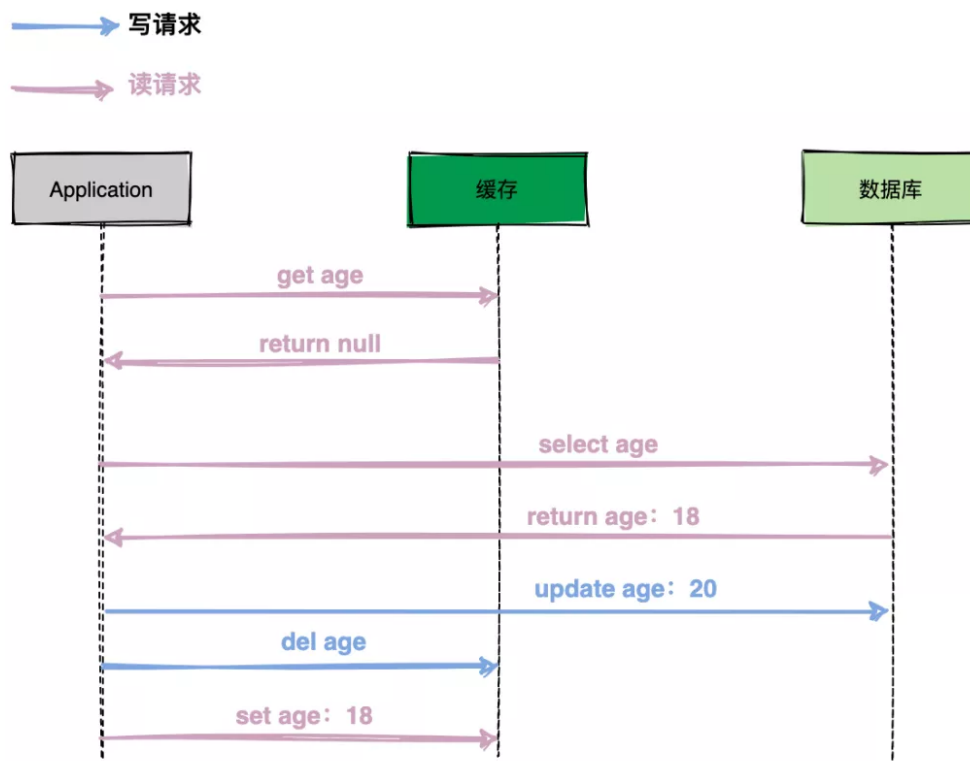 写请求
读请求
Application
缓存
数据库
get age
return null
select age
return age：18
update age：20
del age
set age：18